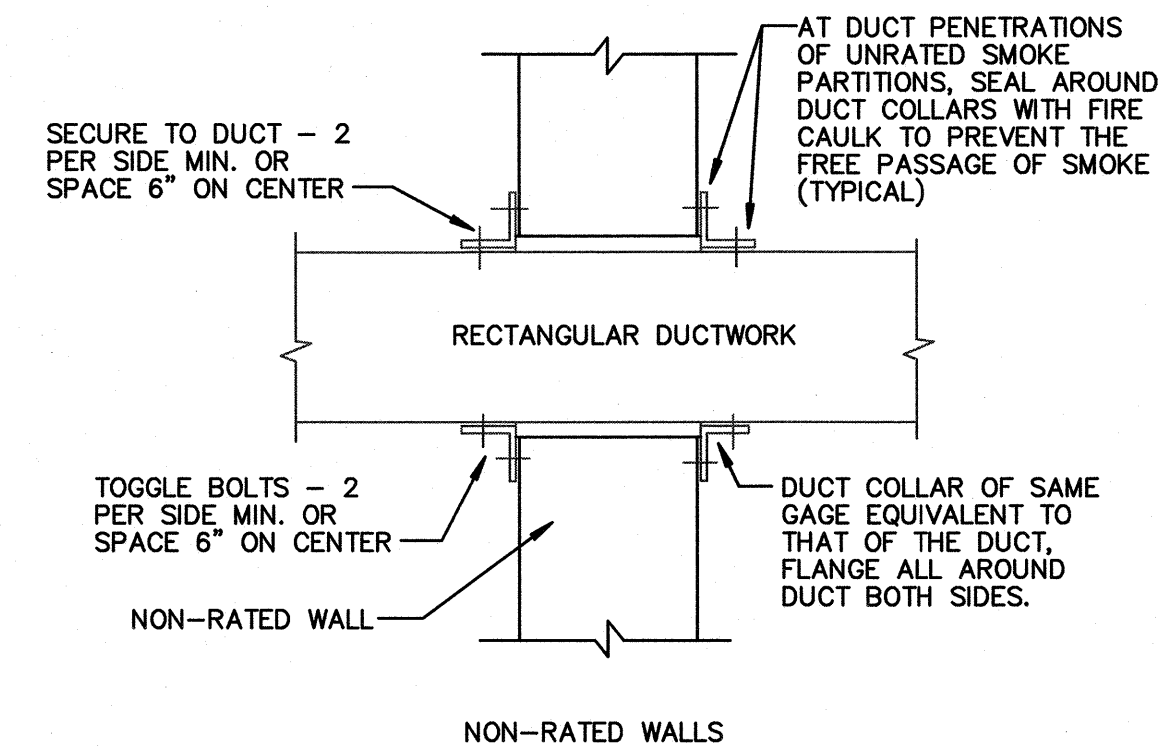 AT DUCT PENETRATIONS
OF UNRATED SMOKE
PARTITIONS, SEAL AROUND
DUCT COLLARS WITH FIRE
CAULK TO PREVENT THE
FREE PASSAGE OF SMOKE
(TYPICAL)
SECURE TO DUCT – 2
PER SIDE MIN. OR
SPACE 6" ON CENTER
RECTANGULAR DUCTWORK
TOGGLE BOLTS – 2
PER SIDE MIN. OR
SPACE 6" ON CENTER
NON–RATED WALL
DUCT COLLAR OF SAME
GAGE EQUIVALENT TO
THAT OF THE DUCT,
FLANGE ALL AROUND
DUCT BOTH SIDES.
NON–RATED WALLS